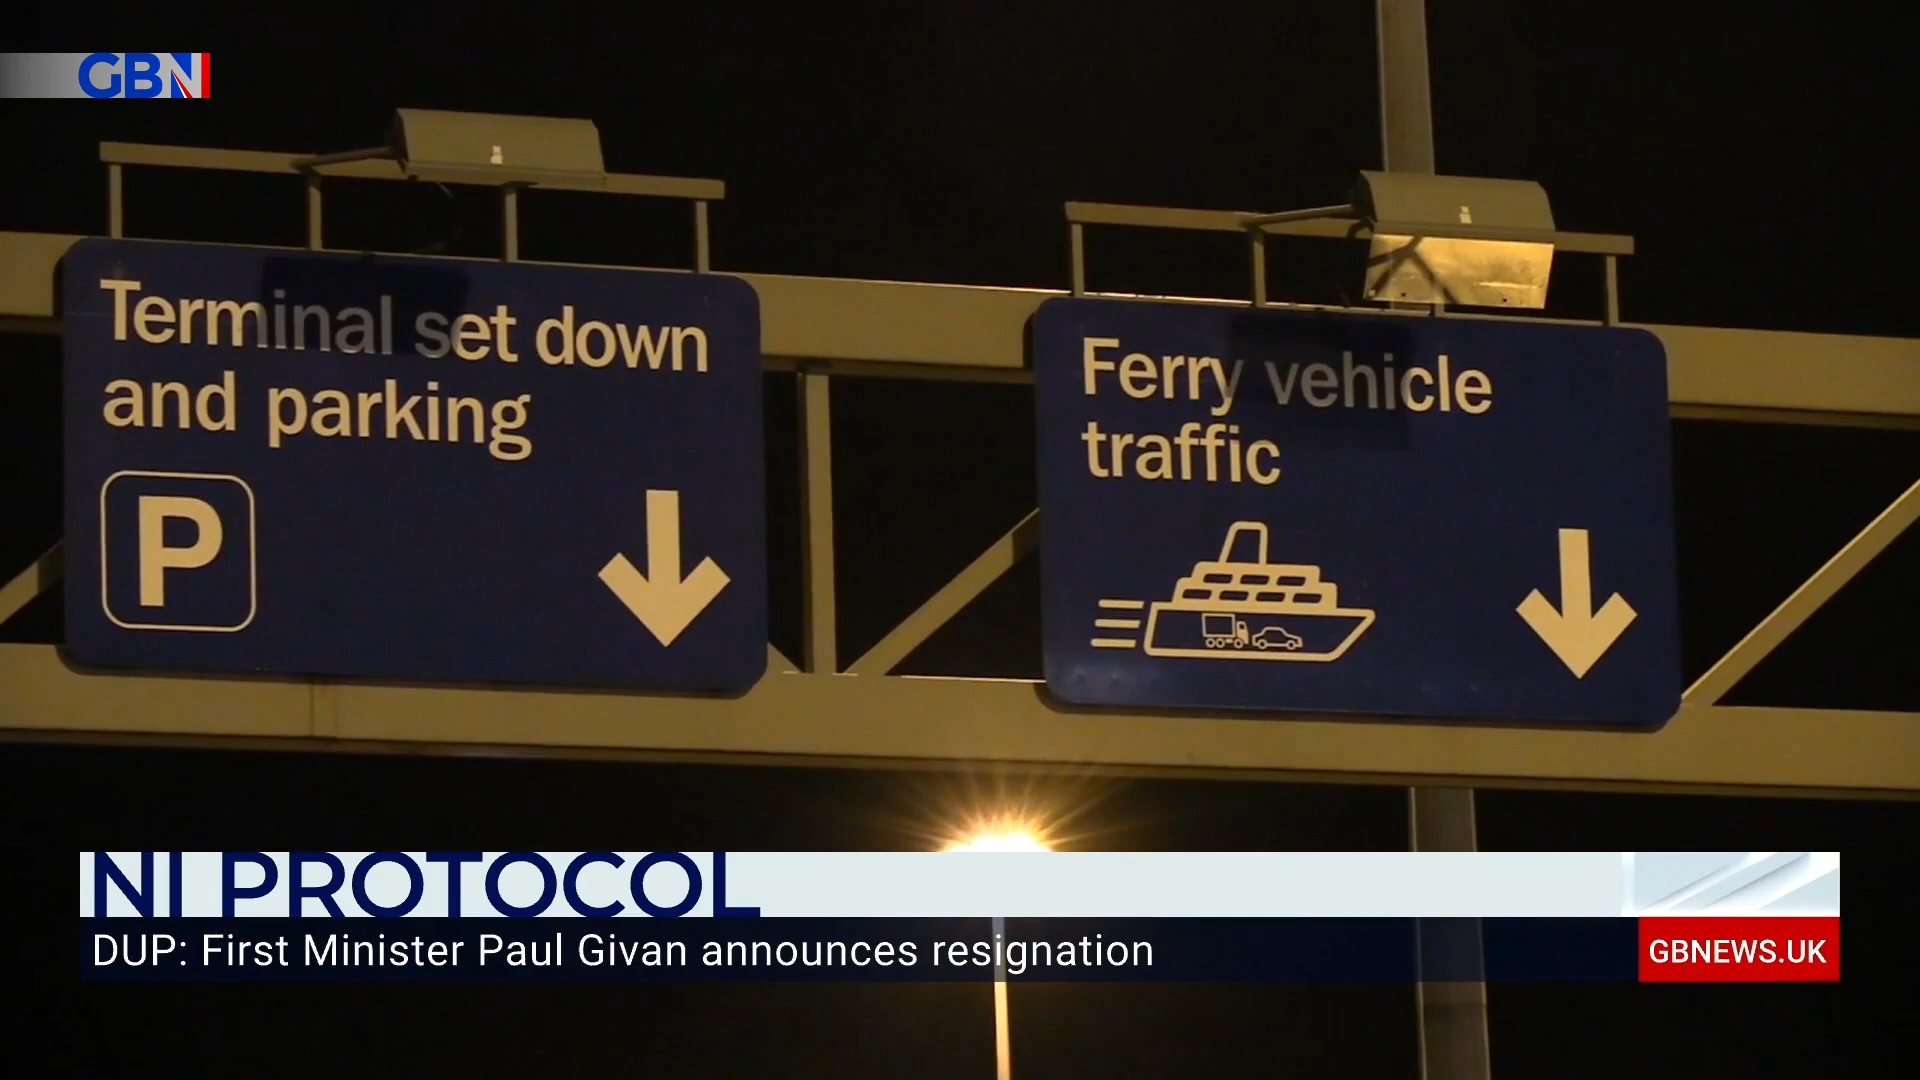 GBN
Terminal set down
and parking
P
Ferry vehicle
traffic
NI PROTOCOL
DUP: First Minister Paul Givan announces resignation
GBNEWS.UK